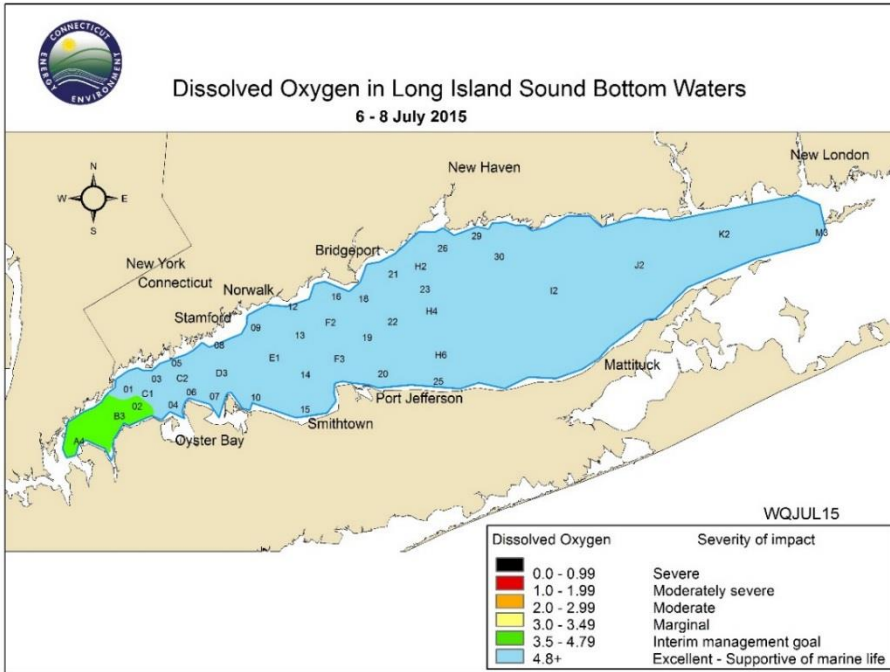 CONNECTICUT
ENERGY
ENVIRONMENT
Dissolved Oxygen in Long Island Sound Bottom Waters
6 - 8 July 2015
New London
New Haven
N
W E
S
K2
M3
29
26
30
Bridgeport
H2
J2
New York
21
Connecticut
Norwalk
I2
23
16
18
12
H4
Stamford
F2
22
09
13
19
08
H6
E1
F3
05
Mattituck
03
C2
D3
14
20
25
01
C1
06
07
10
Port Jefferson
02
04
15
B3
Smithtown
A4
Oyster Bay
WQJUL15
Dissolved Oxygen Severity of impact
0.0 - 0.99 Severe
1.0 - 1.99 Moderately severe
2.0 - 2.99 Moderate
3.0 - 3.49 Marginal
3.5 - 4.79 Interim management goal
4.8+ Excellent - Supportive of marine life